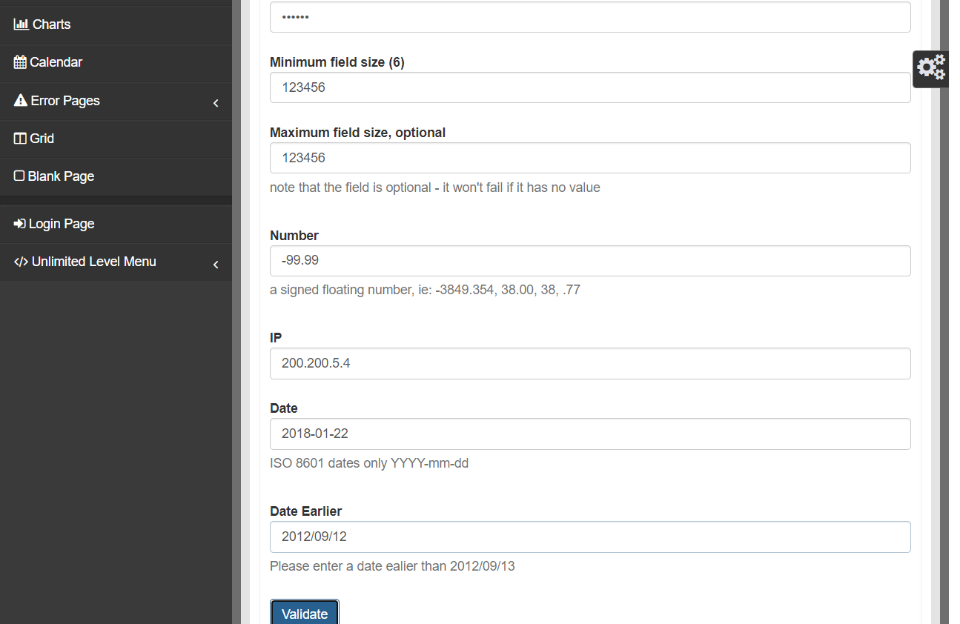 Charts
Calendar
Error Pages
Grid
Blank Page
Login Page
</> Unlimited Level Menu
••••••
Minimum field size (6)
123456
Maximum field size, optional
123456
note that the field is optional - it won't fail if it has no value
Number
-99.99
a signed floating number, ie: -3849.354, 38.00, 38, .77
IP
200.200.5.4
Date
2018-01-22
ISO 8601 dates only YYYY-mm-dd
Date Earlier
2012/09/12
Please enter a date ealier than 2012/09/13
Validate